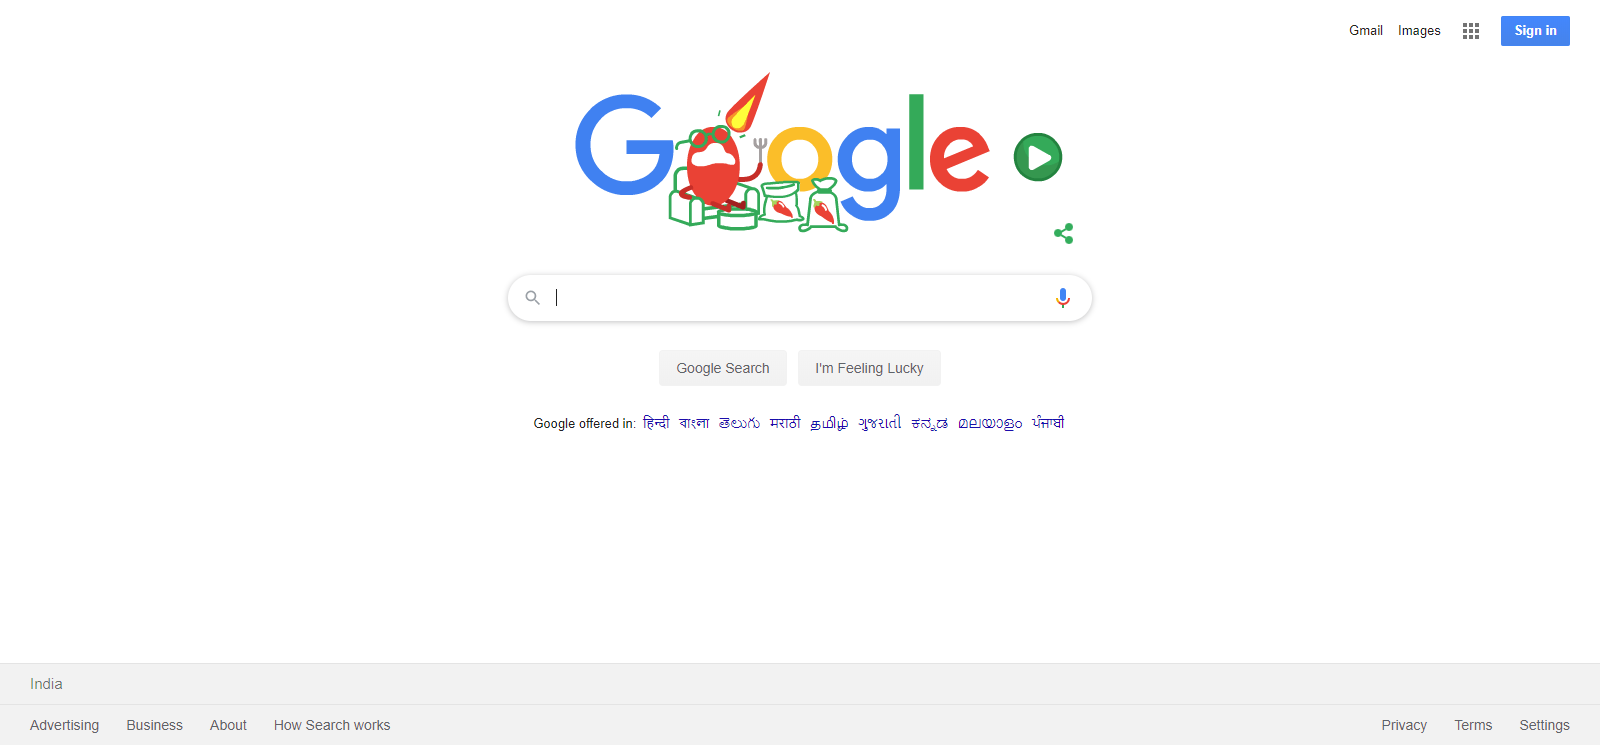 Gmail Images Sign in
Google
Google Search I'm Feeling Lucky
Google offered in: हिन्दी বাংলা తెలుగు मराठी தமிழ் ગુજરાતી ಕನ್ನಡ മലയാളം ਪੰਜਾਬੀ
India
Advertising Business About How Search works Privacy Terms Settings